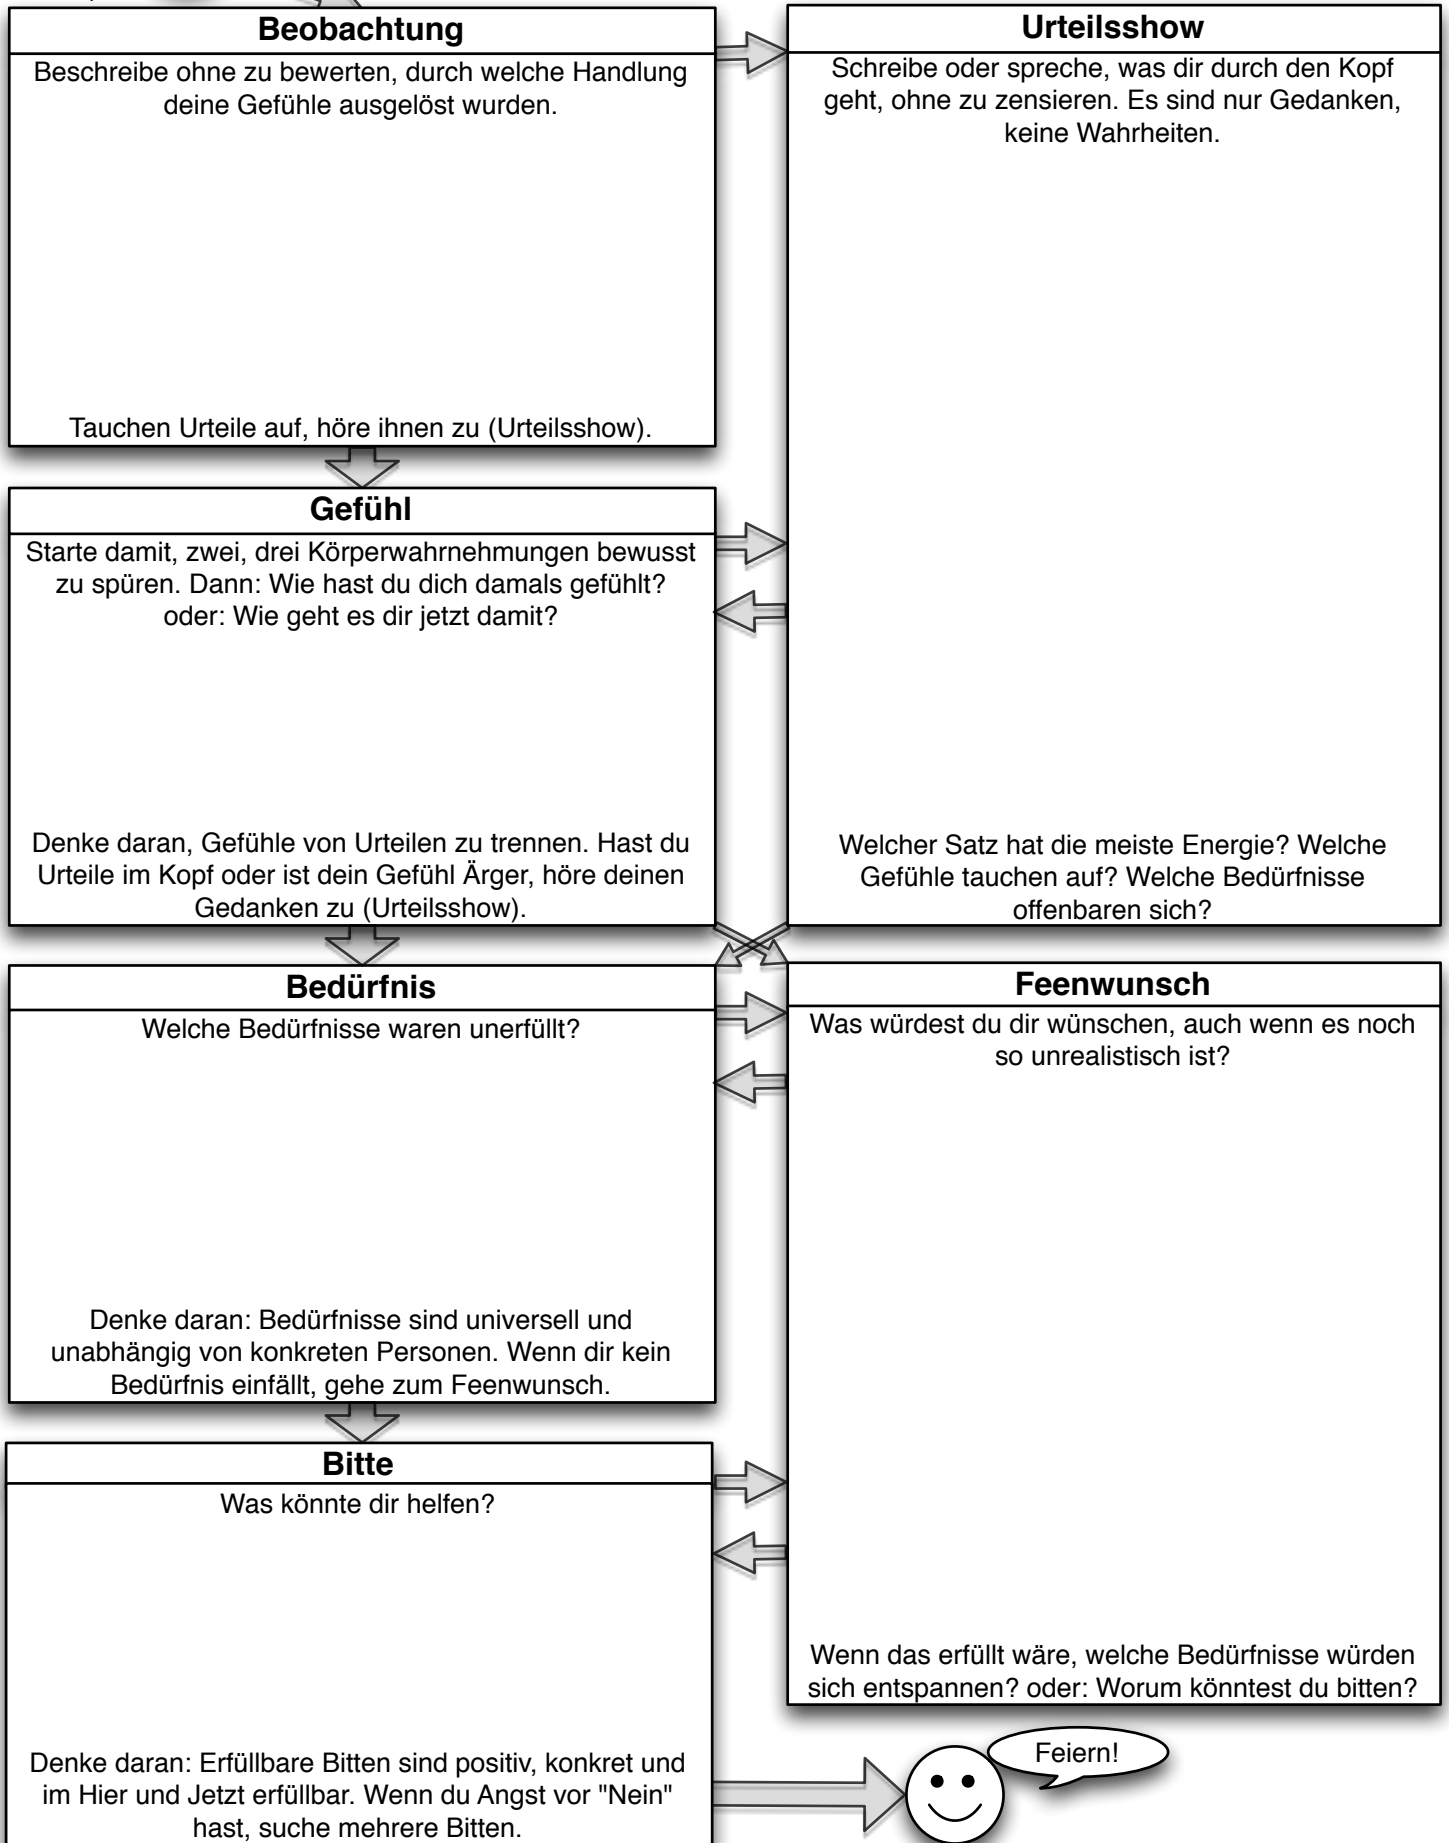 Beobachtung
Beschreibe ohne zu bewerten, durch welche Handlung
deine Gefühle ausgelöst wurden.
Tauchen Urteile auf, höre ihnen zu (Urteilsshow).
Urteilsshow
Schreibe oder spreche, was dir durch den Kopf
geht, ohne zu zensieren. Es sind nur Gedanken,
keine Wahrheiten.
Welcher Satz hat die meiste Energie? Welche
Gefühle tauchen auf? Welche Bedürfnisse
offenbaren sich?
Gefühl
Starte damit, zwei, drei Körperwahrnehmungen bewusst
zu spüren. Dann: Wie hast du dich damals gefühlt?
oder: Wie geht es dir jetzt damit?
Denke daran, Gefühle von Urteilen zu trennen. Hast du
Urteile im Kopf oder ist dein Gefühl Ärger, höre deinen
Gedanken zu (Urteilsshow).
Bedürfnis
Welche Bedürfnisse waren unerfüllt?
Denke daran: Bedürfnisse sind universell und
unabhängig von konkreten Personen. Wenn dir kein
Bedürfnis einfällt, gehe zum Feenwunsch.
Feenwunsch
Was würdest du dir wünschen, auch wenn es noch
so unrealistisch ist?
Wenn das erfüllt wäre, welche Bedürfnisse würden
sich entspannen? oder: Worum könntest du bitten?
Bitte
Was könnte dir helfen?
Denke daran: Erfüllbare Bitten sind positiv, konkret und
im Hier und Jetzt erfüllbar. Wenn du Angst vor "Nein"
hast, suche mehrere Bitten.
Feiern!